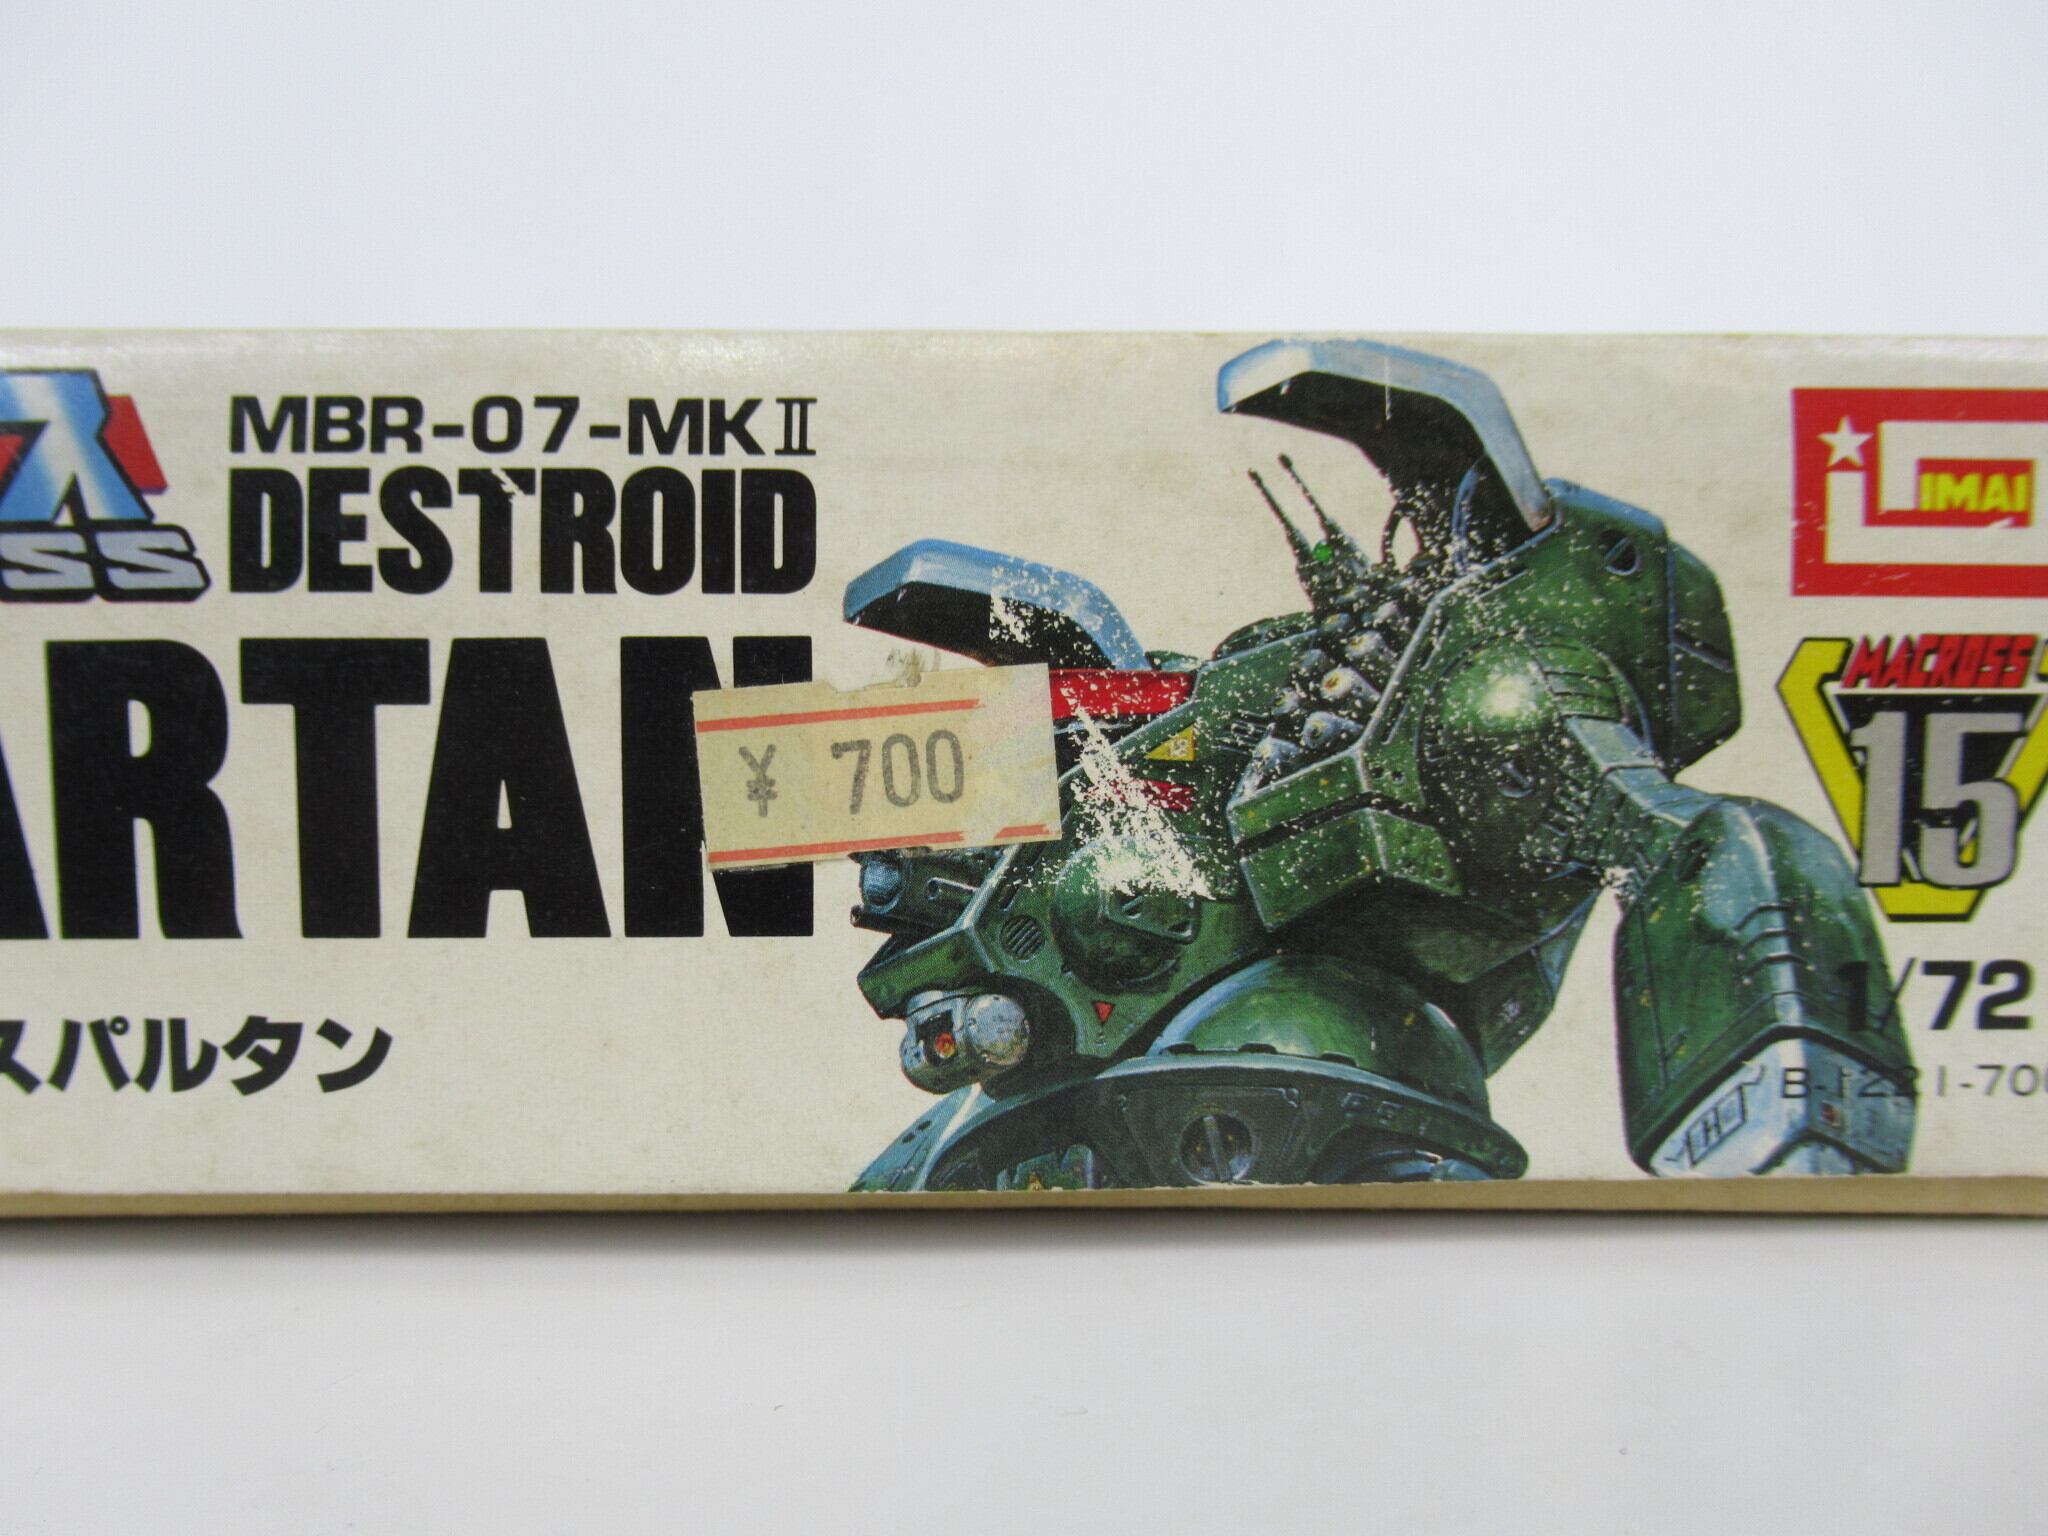 SS
MBR-07-MKⅡ
DESTROID
ARTAN
スパルタン
¥ 700
IMAI
MACROSS
15
1/72
B-1221-700
H